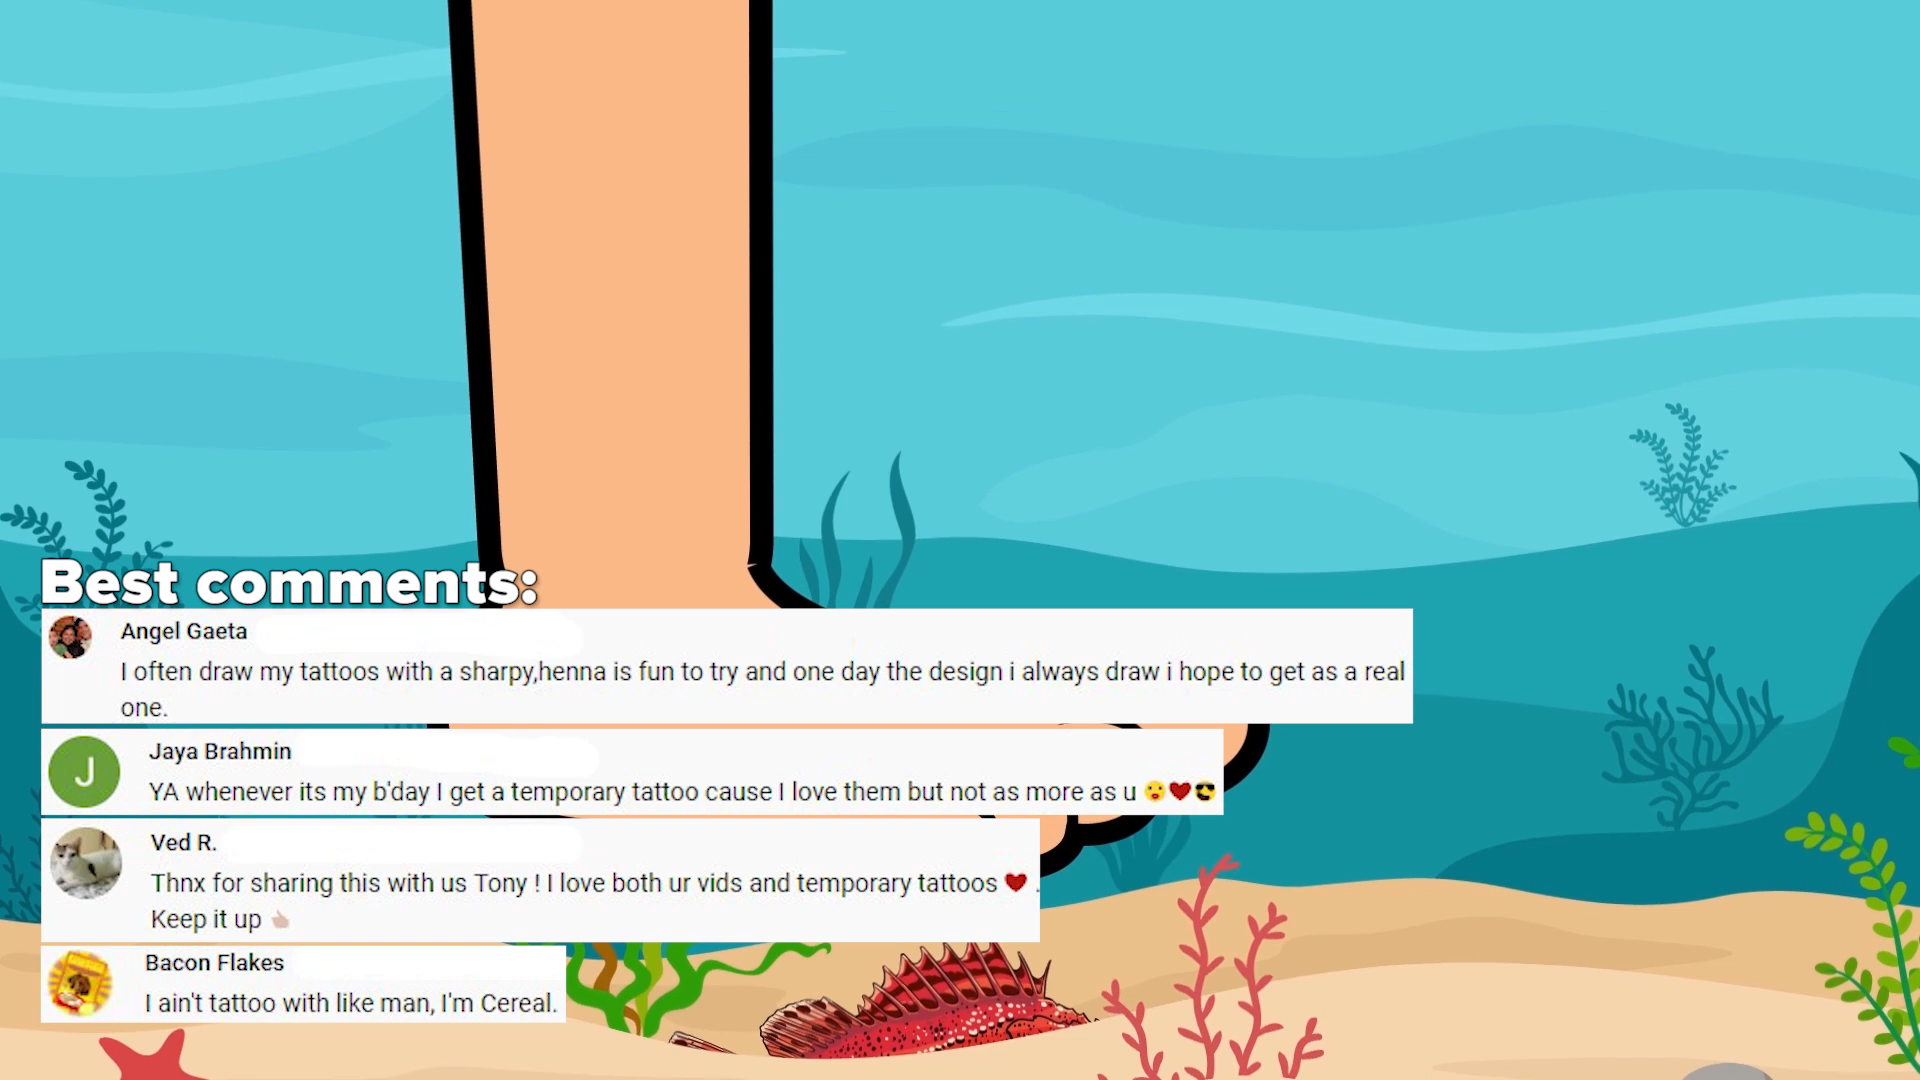 Best comments:
Angel Gaeta
I often draw my tattoos with a sharpy,henna is fun to try and one day the design i always draw i hope to get as a real
one.
J
Jaya Brahmin
YA whenever its my b'day I get a temporary tattoo cause I love them but not as more as u 😮❤️😎
Ved R.
Thnx for sharing this with us Tony ! I love both ur vids and temporary tattoos ❤️ .
Keep it up 👍🏻
Bacon Flakes
I ain't tattoo with like man, I'm Cereal.